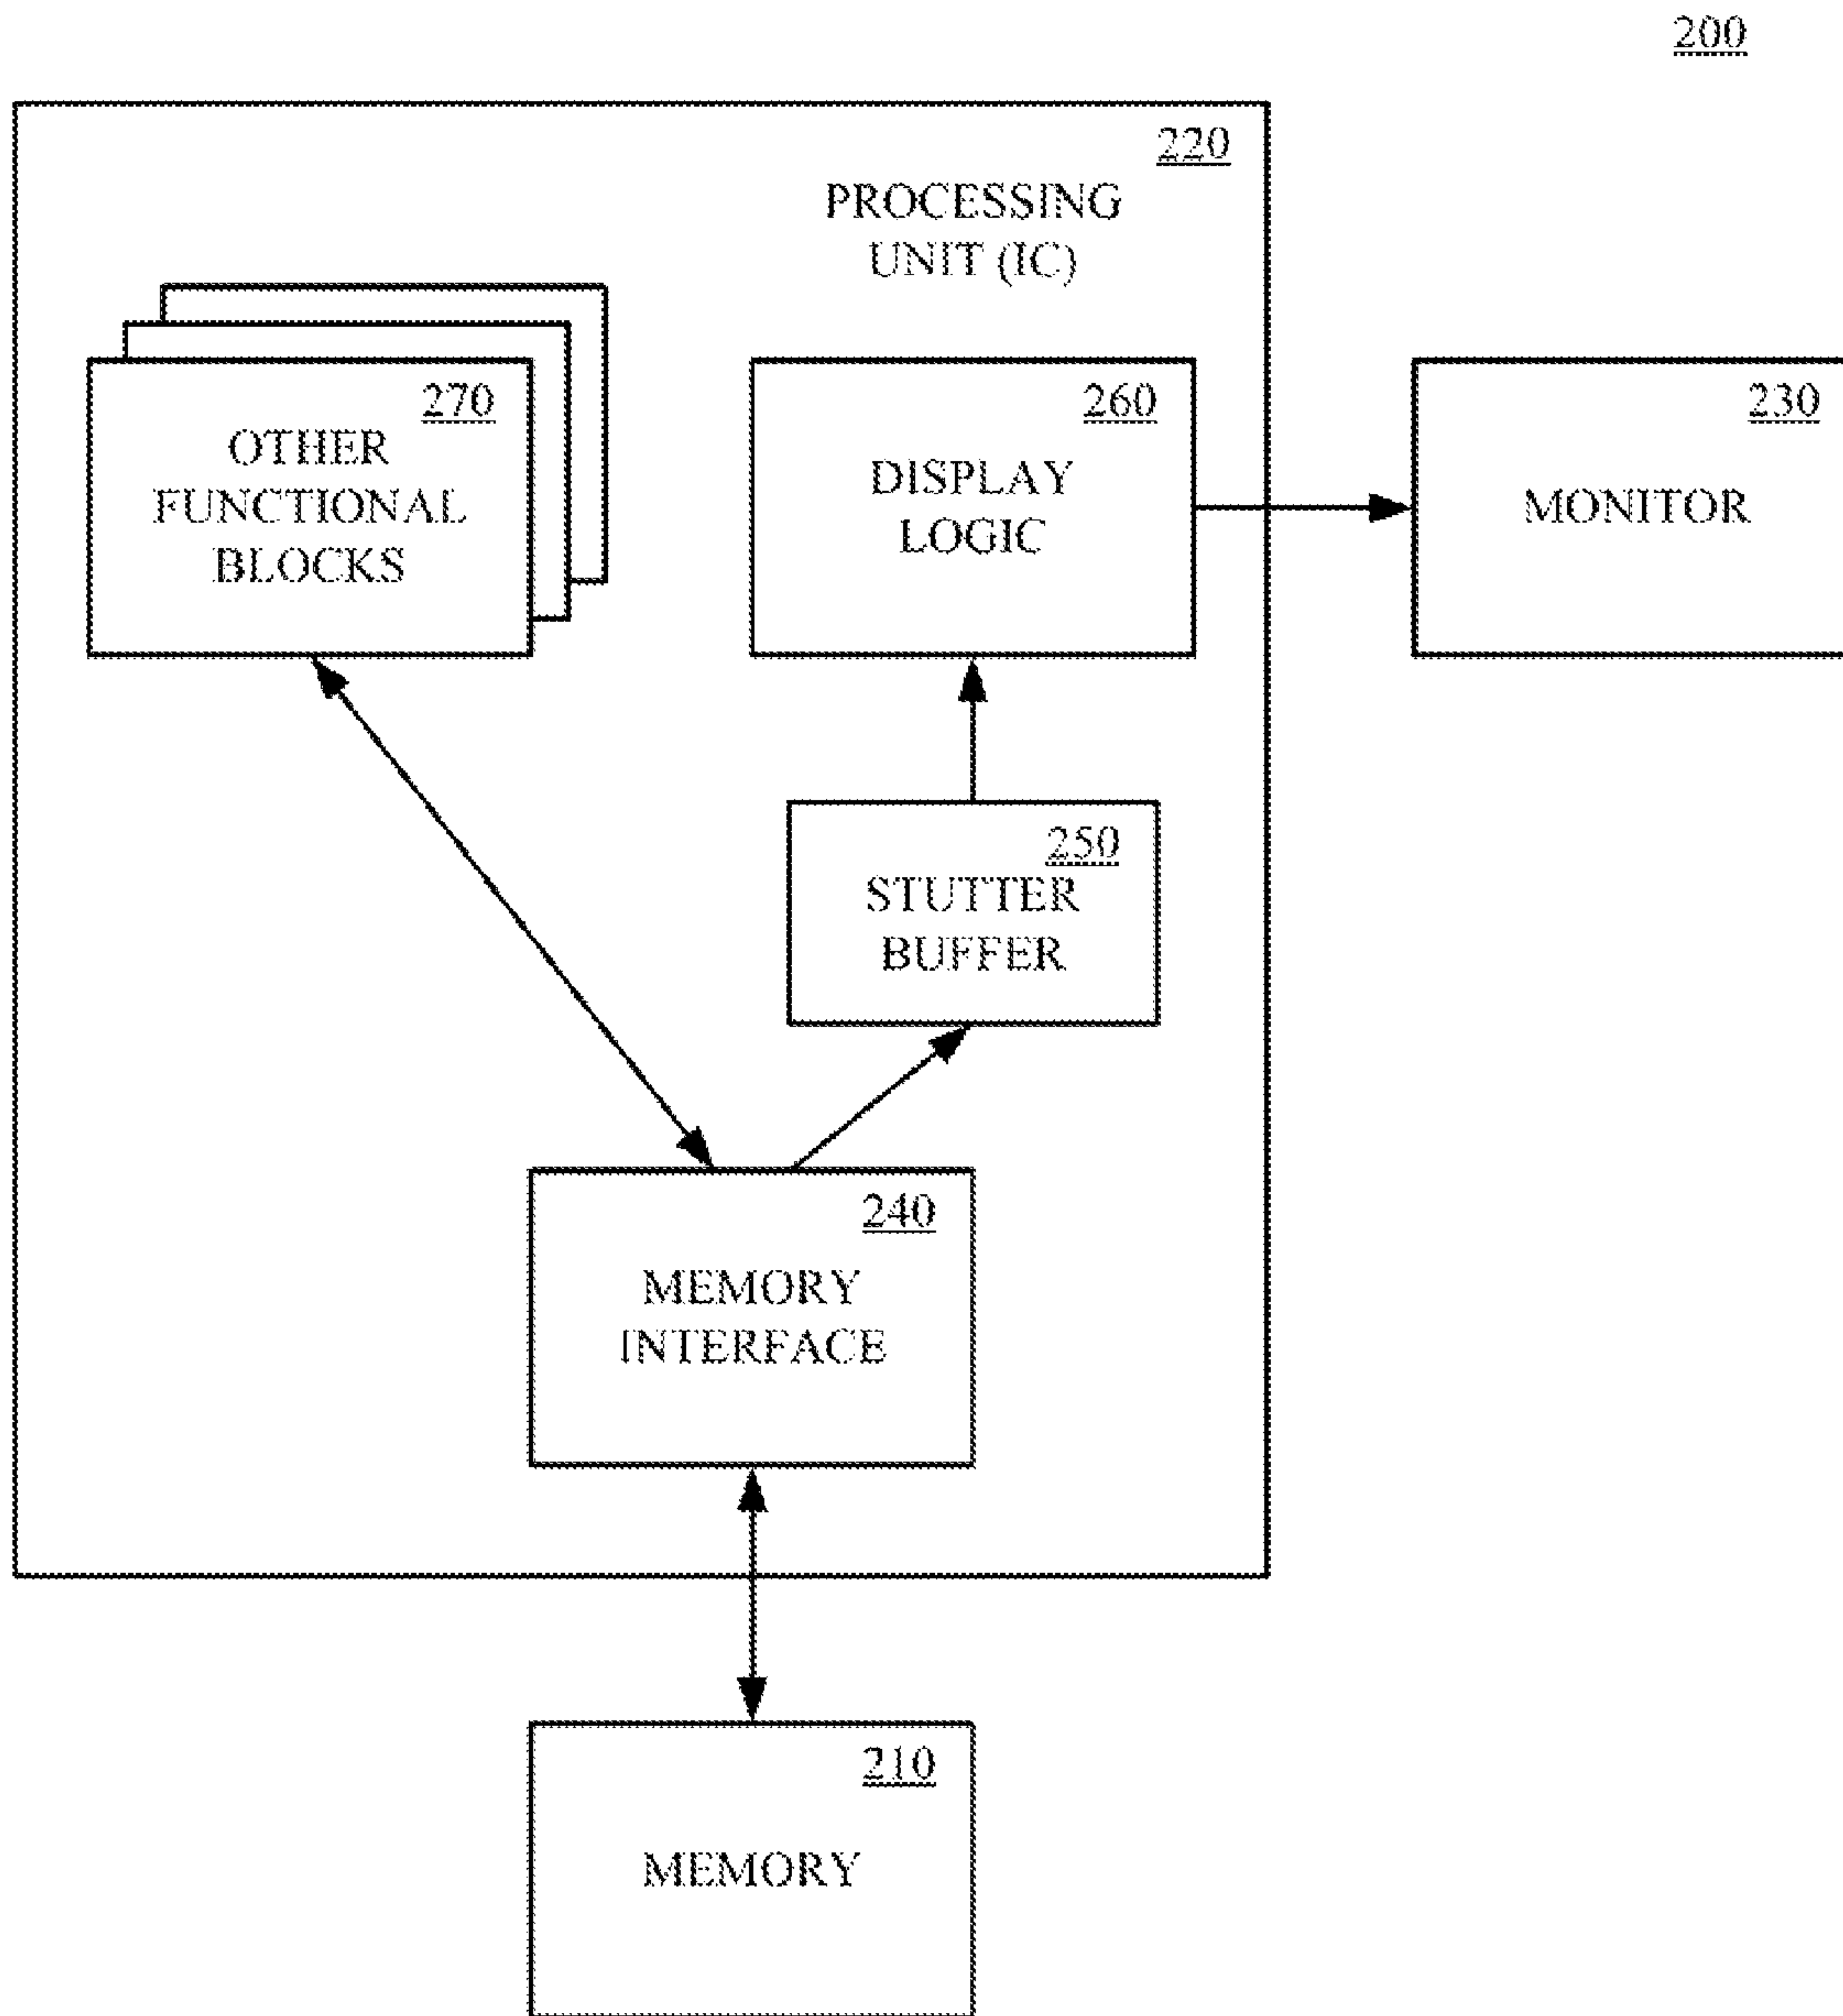 200
220
PROCESSING
UNIT (IC)
270
OTHER
FUNCTIONAL
BLOCKS
260
DISPLAY
LOGIC
230
MONITOR
250
STUTTER
BUFFER
240
MEMORY
INTERFACE
210
MEMORY